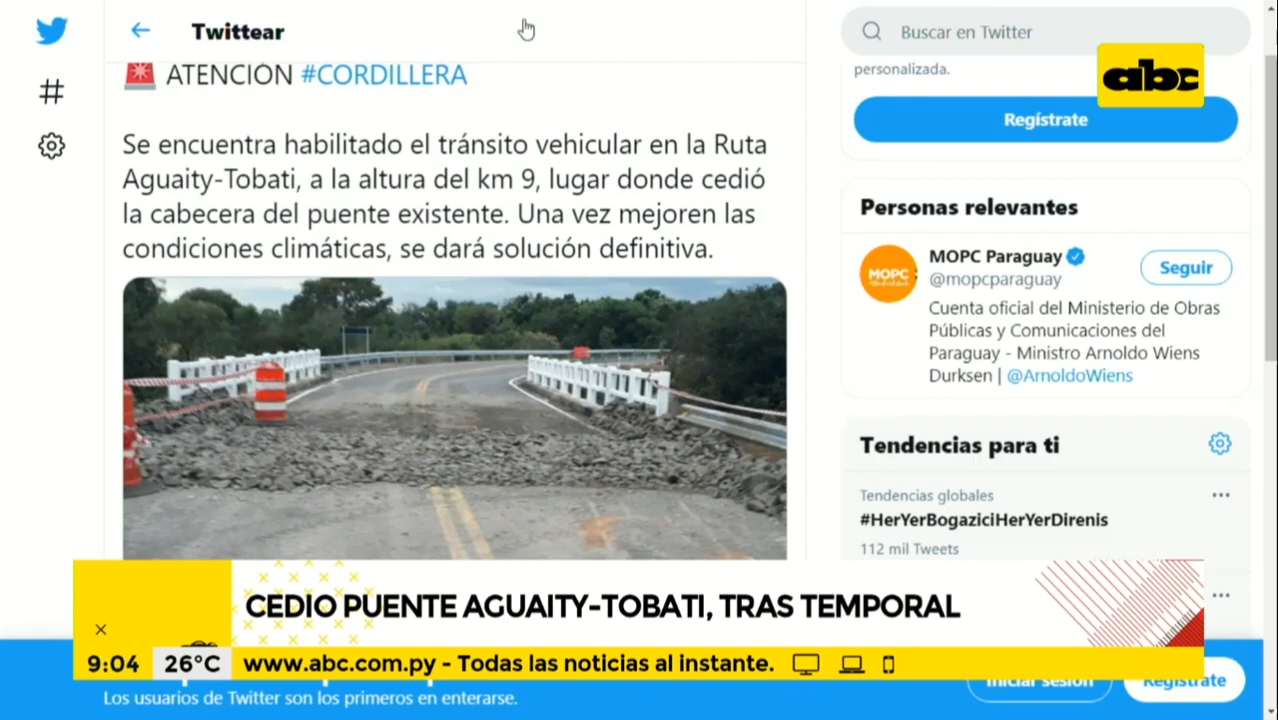 Twittear
ATENCIÓN #CORDILLERA
Se encuentra habilitado el tránsito vehicular en la Ruta
Aguaity-Tobati, a la altura del km 9, lugar donde cedió
la cabecera del puente existente. Una vez mejoren las
condiciones climáticas, se dará solución definitiva.
Buscar en Twitter
personalizada.
abc
Regístrate
Personas relevantes
MOPC
MOPC Paraguay
@mopcparaguay
Seguir
Cuenta oficial del Ministerio de Obras
Públicas y Comunicaciones del
Paraguay - Ministro Arnoldo Wiens
Durksen | @ArnoldoWiens
Tendencias para ti
Tendencias globales
#HerYerBogaziciHerYerDirenis
112 mil Tweets
CEDIO PUENTE AGUAITY-TOBATI, TRAS TEMPORAL
9:04 26°C www.abc.com.py - Todas las noticias al instante.
Los usuarios de Twitter son los primeros en enterarse.
Iniciar sesión
Regístrate